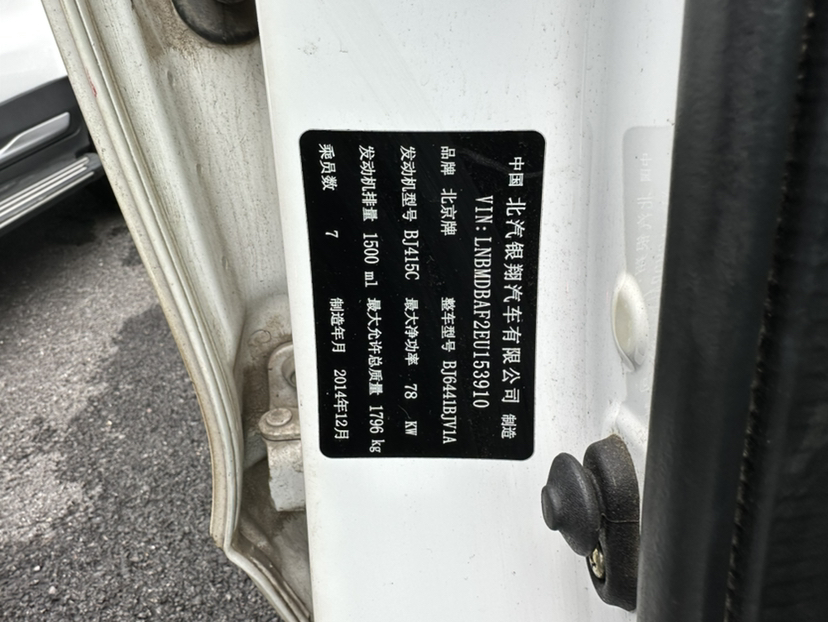 中国 北汽银翔汽车有限公司 制造
VIN:LNBMDBAF2EU153910
品牌 北京牌 整车型号 BJ6441BJV1A
发动机型号 BJ415C 最大净功率 78 KW
发动机排量 1500 ml 最大允许总质量 1796 kg
乘员数 7 制造年月 2014年12月